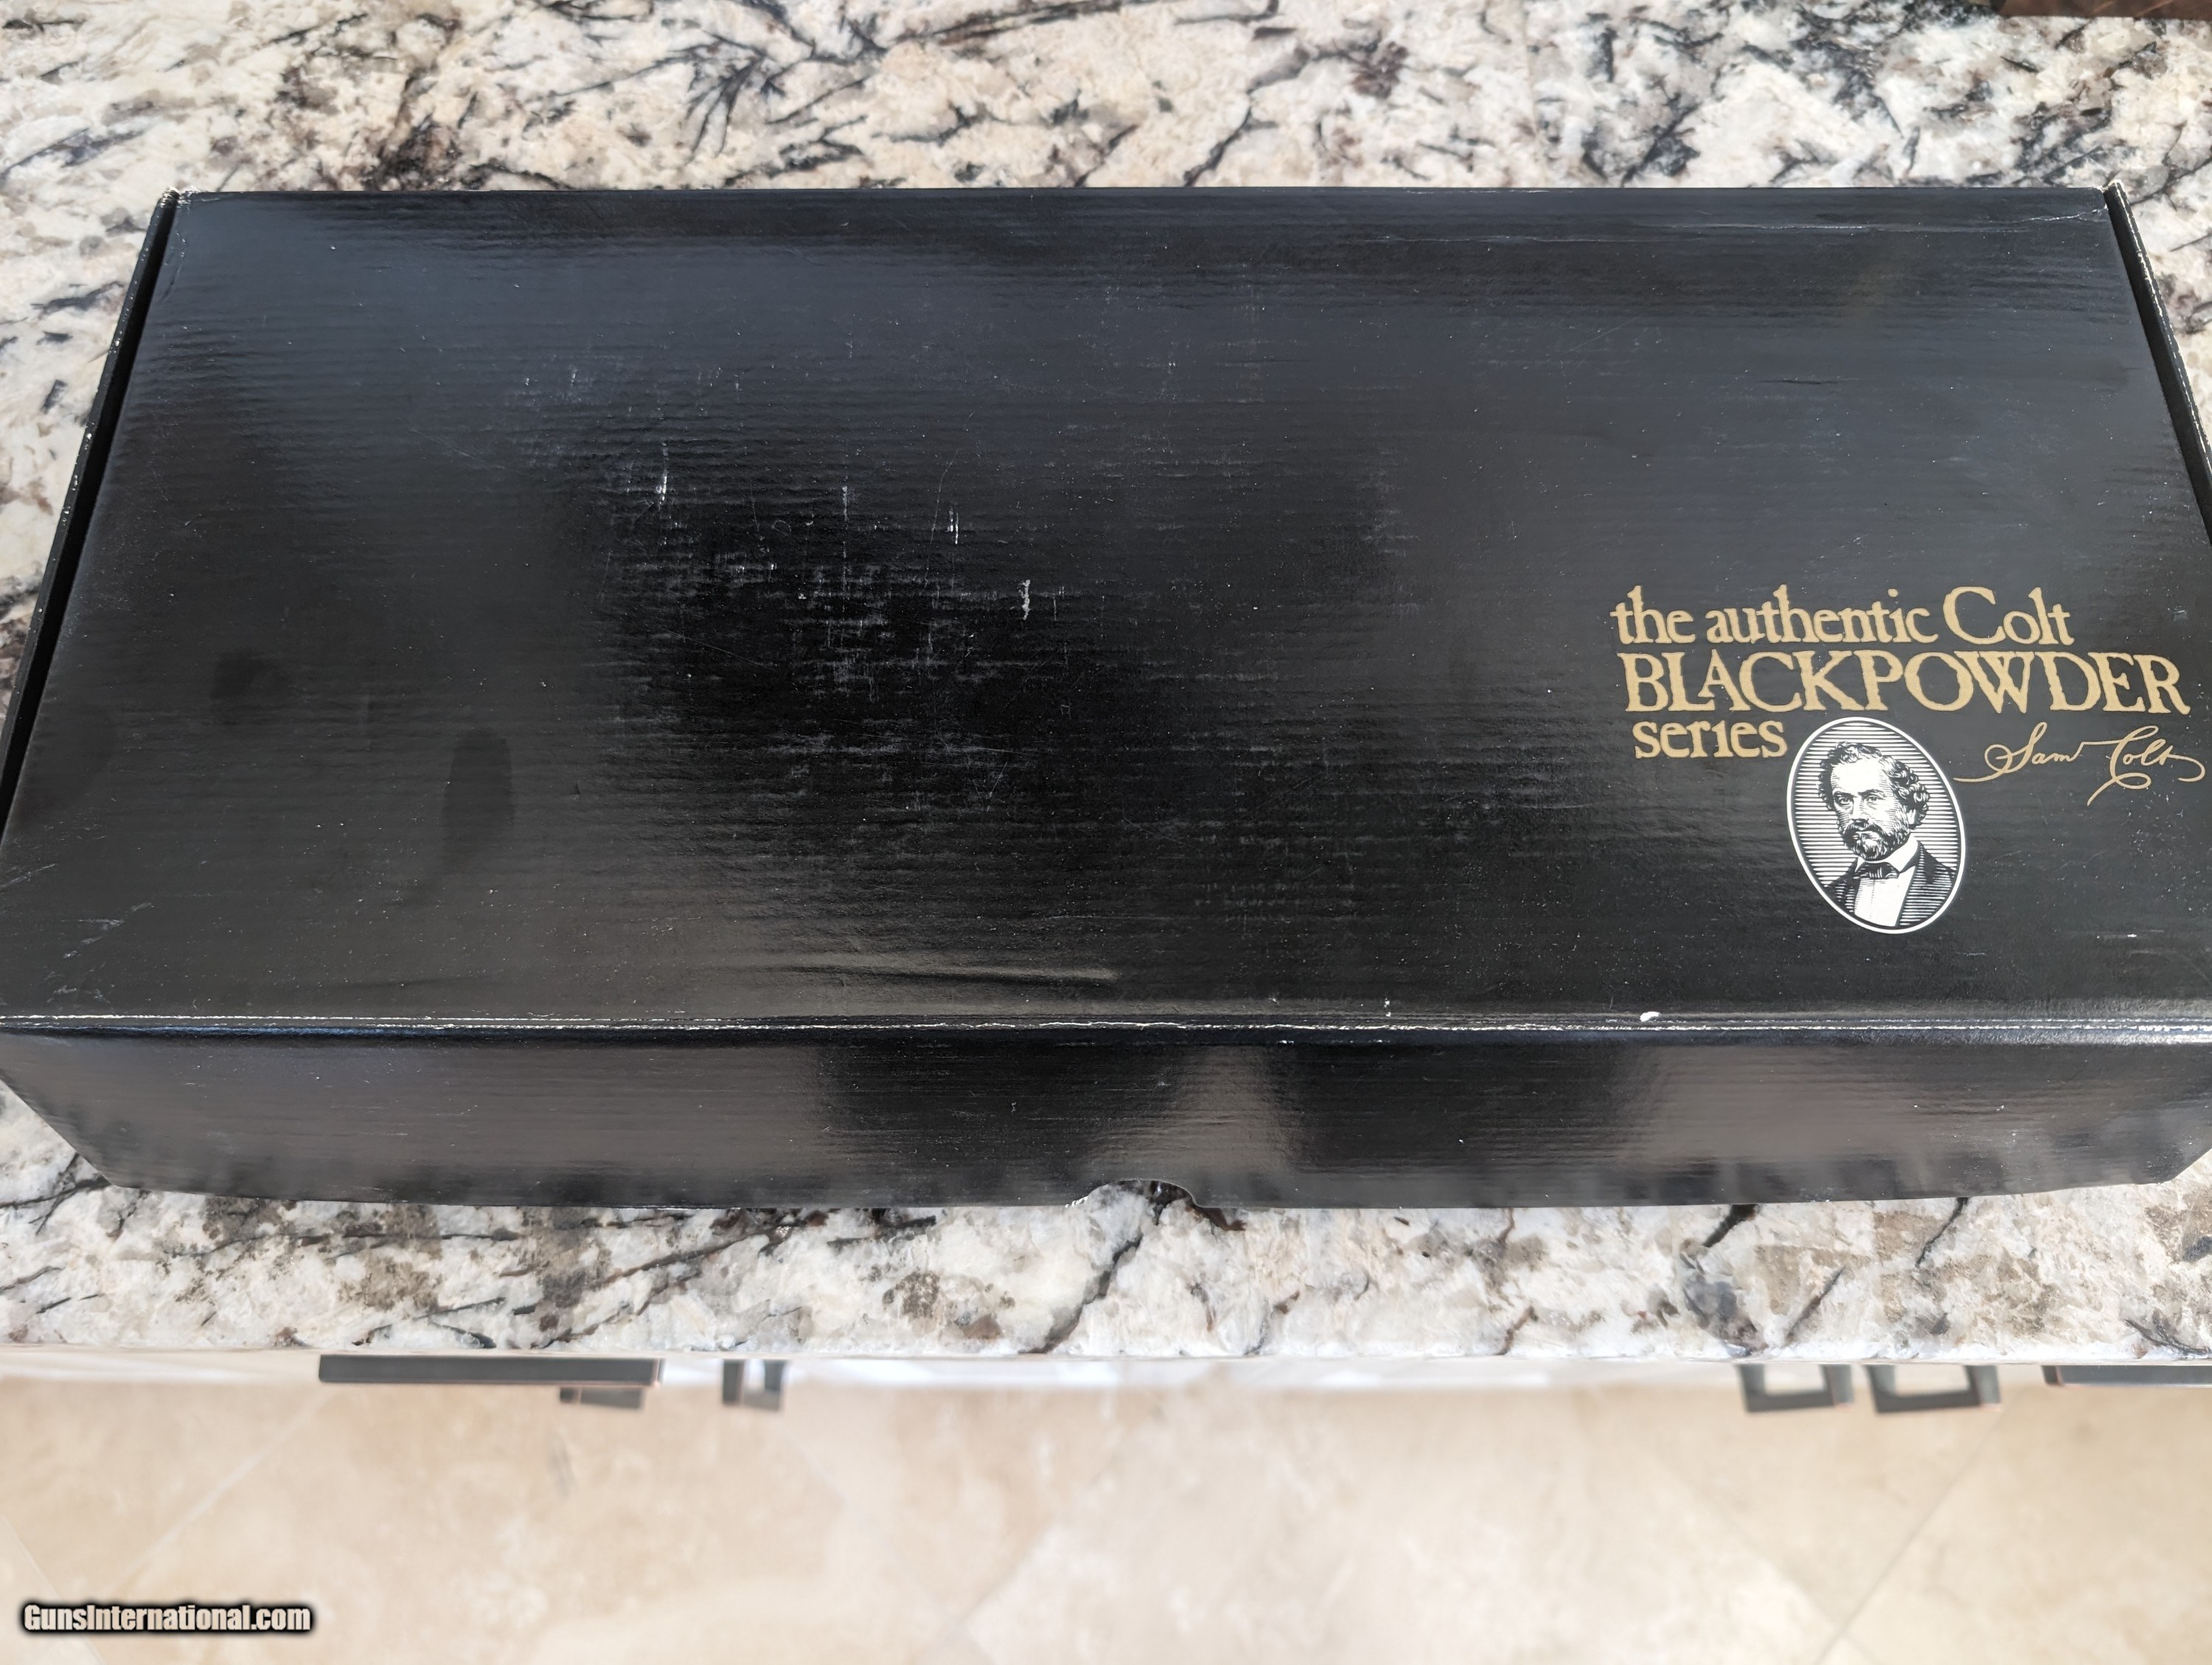 the authentic Colt
BLACKPOWDER
series
Sam Colt
GunsInternational.com